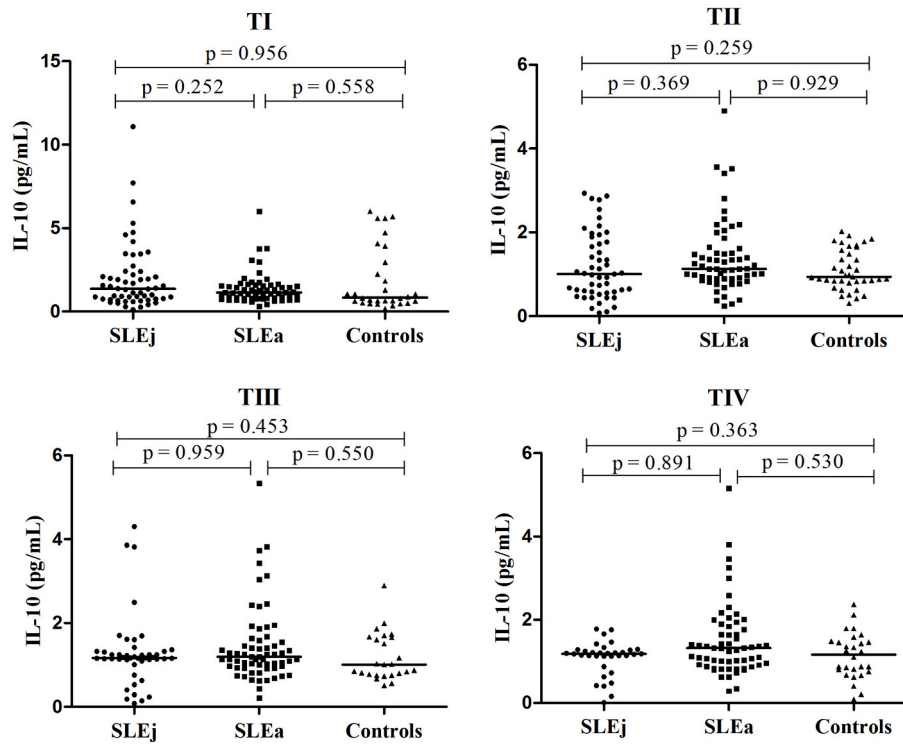 TI
p = 0.956
p = 0.252
p = 0.558
15
10
5
0
IL-10 (pg/mL)
SLEj
SLEa
Controls
TII
p = 0.259
p = 0.369
p = 0.929
6
4
2
0
IL-10 (pg/mL)
SLEj
SLEa
Controls
TIII
p = 0.453
p = 0.959
p = 0.550
6
4
2
0
IL-10 (pg/mL)
SLEj
SLEa
Controls
TIV
p = 0.363
p = 0.891
p = 0.530
6
4
2
0
IL-10 (pg/mL)
SLEj
SLEa
Controls